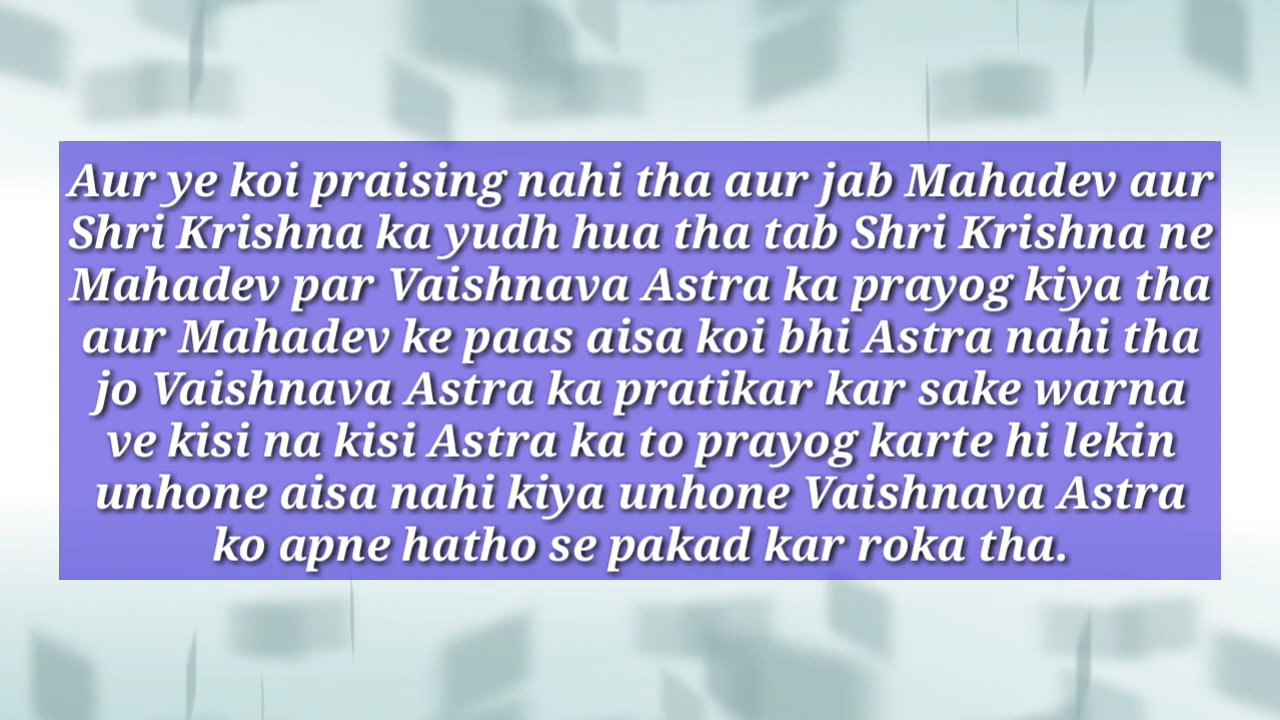 Aur ye koi praising nahi tha aur jab Mahadev aur
Shri Krishna ka yudh hua tha tab Shri Krishna ne
Mahadev par Vaishnava Astra ka prayog kiya tha
aur Mahadev ke paas aisa koi bhi Astra nahi tha
jo Vaishnava Astra ka pratikar kar sake warna
ve kisi na kisi Astra ka to prayog karte hi lekin
unhone aisa nahi kiya unhone Vaishnava Astra
ko apne hatho se pakad kar roka tha.